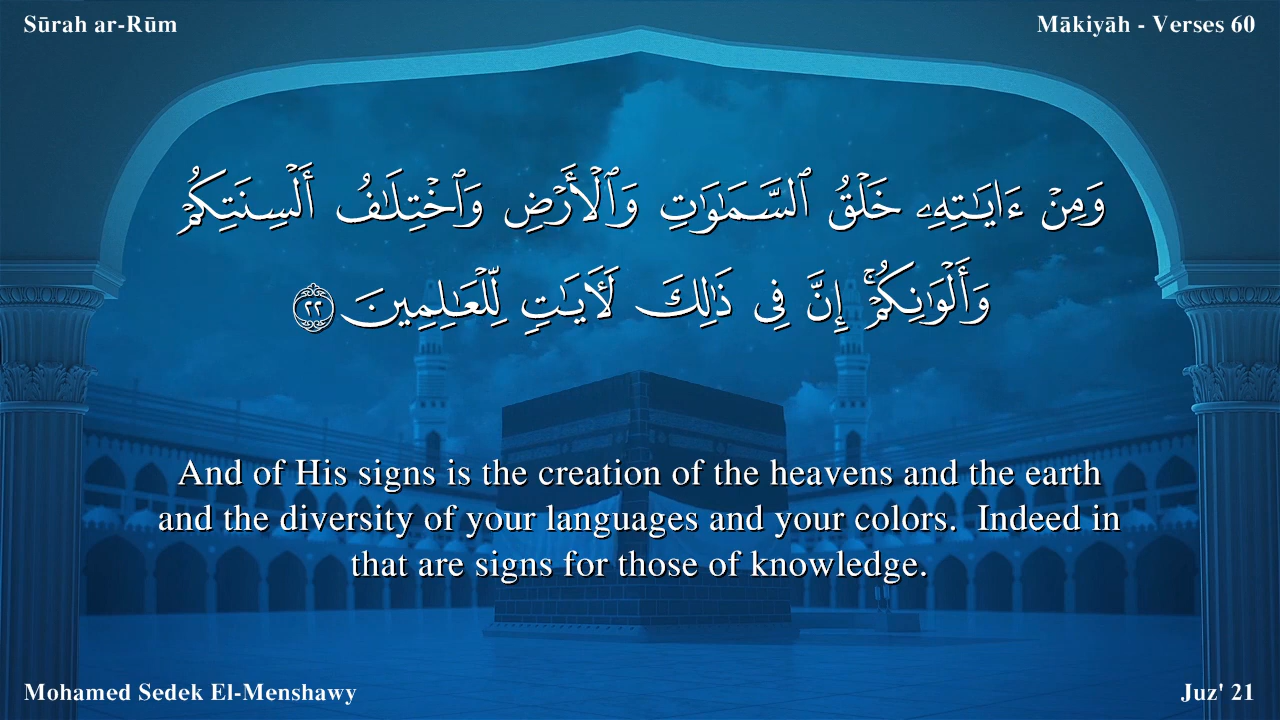 Sūrah ar-Rūm
Mākiyāh - Verses 60
وَمِنْ ءَايَٰتِهِۦ خَلْقُ ٱلسَّمَٰوَٰتِ وَٱلْأَرْضِ وَٱخْتِلَٰفُ أَلْسِنَتِكُمْ
وَأَلْوَٰنِكُمْ ۚ إِنَّ فِى ذَٰلِكَ لَـَٔايَٰتٍ لِّلْعَٰلِمِينَ ٢٢
And of His signs is the creation of the heavens and the earth
and the diversity of your languages and your colors.  Indeed in
that are signs for those of knowledge.
Mohamed Sedek El-Menshawy
Juz' 21